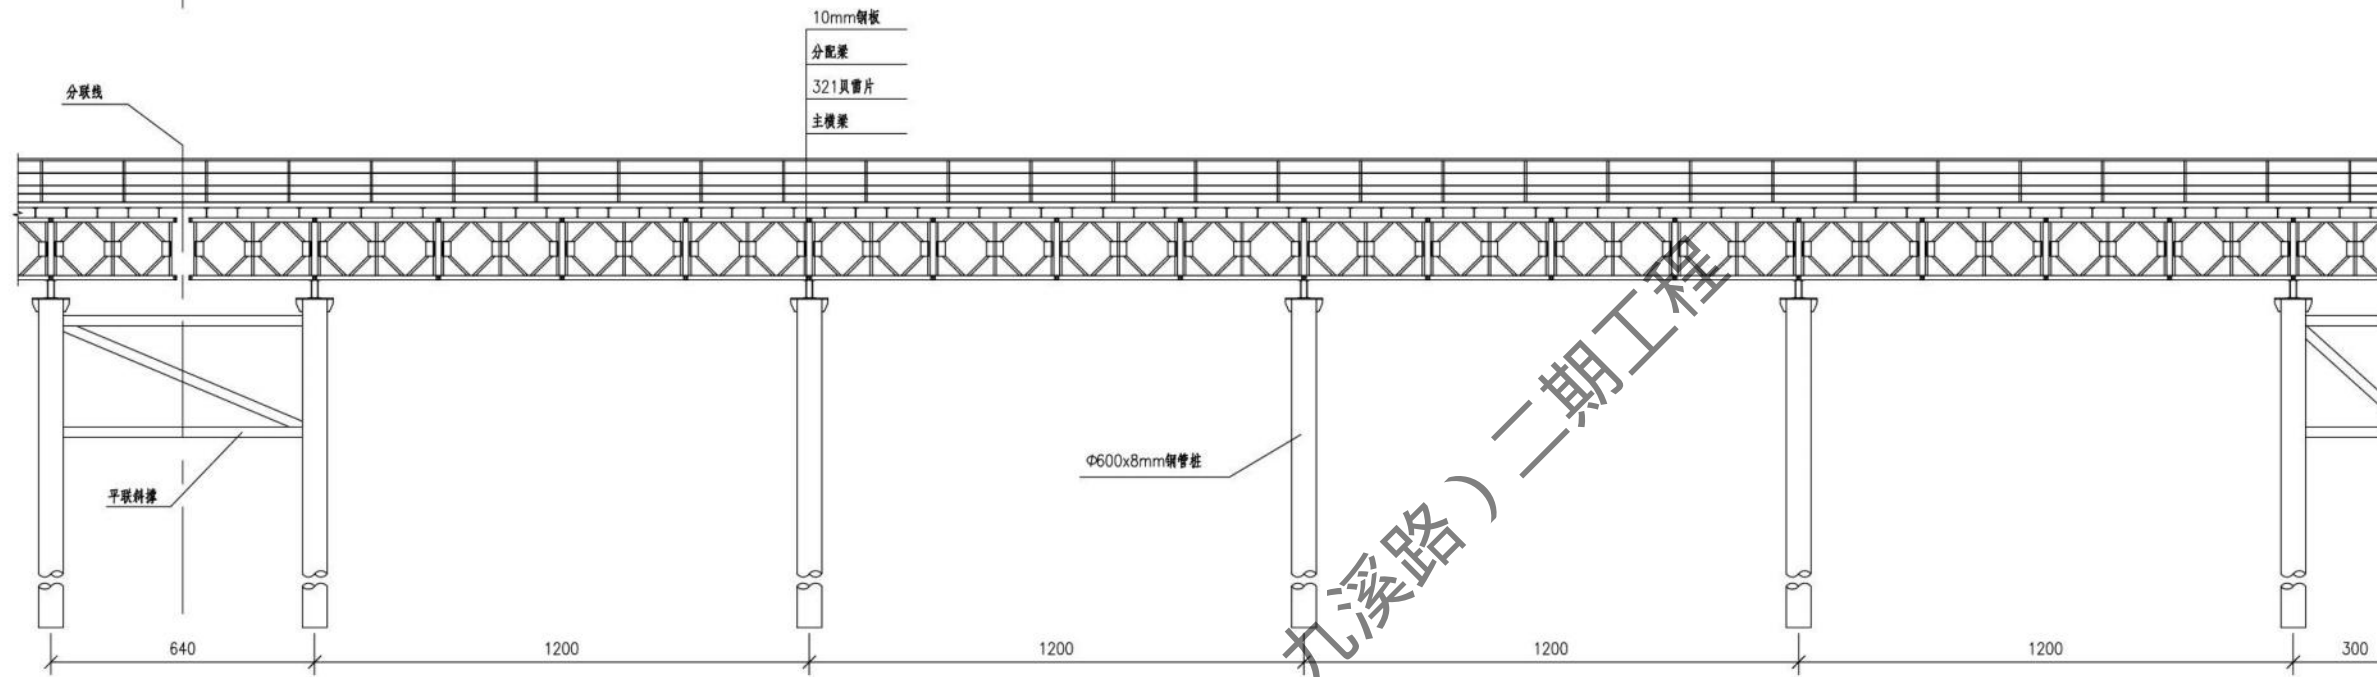 10mm钢板
分配梁
321贝雷片
主横梁
分联线
Φ600x8mm钢管桩
平联斜撑
九溪路）二期工程
640
1200
1200
1200
1200
300